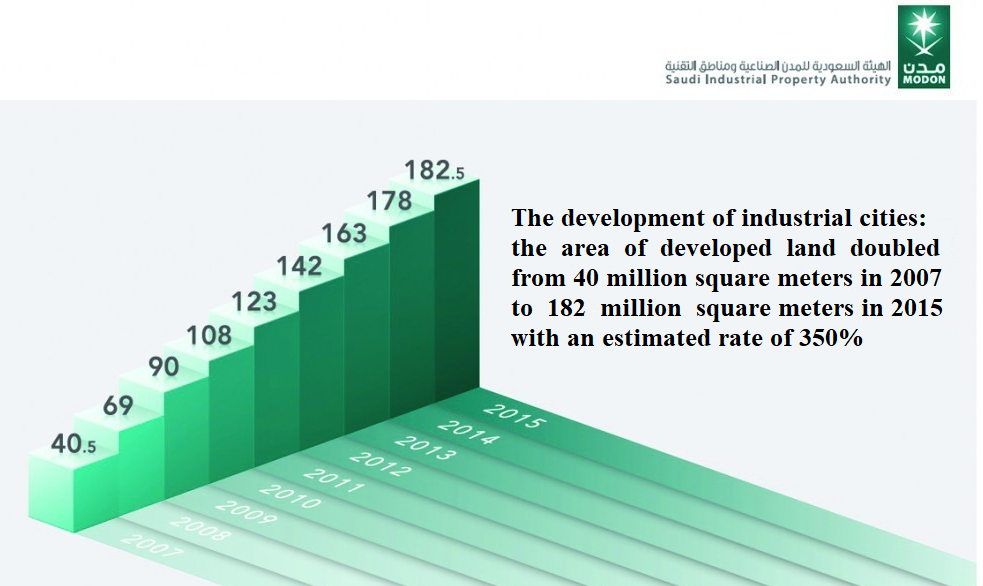 الهيئة السعودية للمدن الصناعية ومناطق التقنية
Saudi Industrial Property Authority
مدن
MODON
182.5
178
163
142
123
108
90
69
40.5
The development of industrial cities:
the area of developed land doubled
from 40 million square meters in 2007
to 182 million square meters in 2015
with an estimated rate of 350%
2015
2014
2013
2012
2011
2010
2009
2008
2007